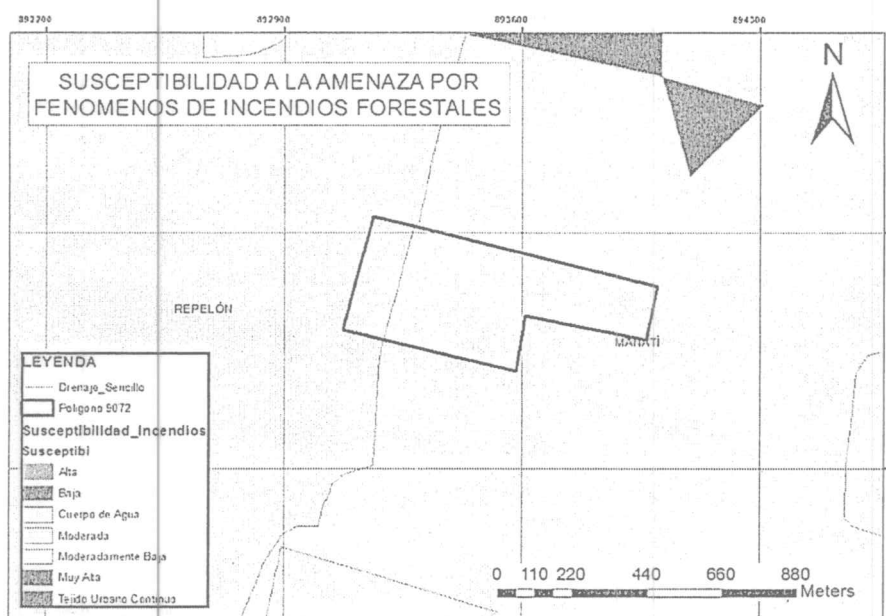 892200 892900 893600 894300
SUSCEPTIBILIDAD A LA AMENAZA POR
FENOMENOS DE INCENDIOS FORESTALES
N
REPELÓN
MANATÍ
LEYENDA
Drenaje_Sencillo
Poligono 9072
Susceptibilidad_Incendios
Susceptibi
Alta
Baja
Cuerpo de Agua
Moderada
Moderadamente Baja
Muy Alta
Tejido Urbano Continuo
0 110 220 440 660 880
Meters